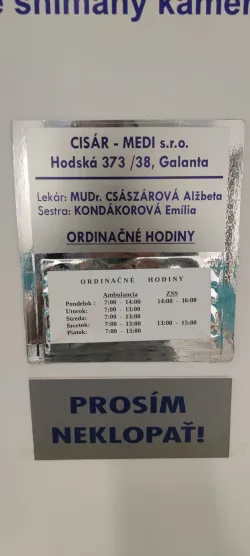 snímaný
CISÁR - MEDI s.r.o.
Hodská 373 /38, Galanta
Lekár: MUDr. CSÁSZÁROVÁ Alžbeta
Sestra: KONDÁKOROVÁ Emília
ORDINAČNÉ HODINY
ORDINAČNÉ HODINY
Ambulancia ZSS
Pondelok : 7:00 - 14:00 14:00 - 16:00
Utorok: 7:00 - 13:00
Streda: 7:00 - 13:00
Štvrtok: 7:00 - 13:00 13:00 - 15:00
Piatok: 7:00 - 13:00
PROSÍM
NEKLOPAŤ!